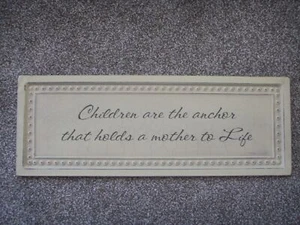 Children are the anchor
that holds a mother to Life